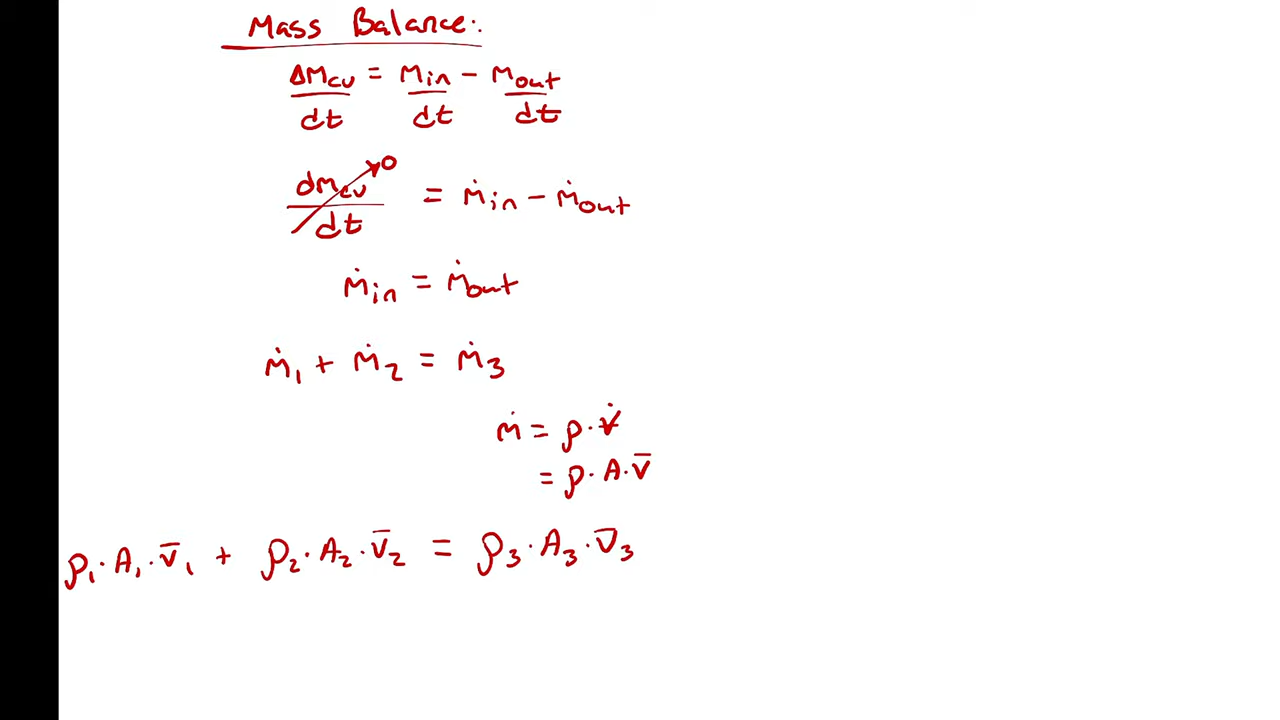 Mass Balance:
ΔMcv/dt = Min/dt - Mout/dt
dMcv/dt → 0 = ṁin - ṁout
ṁin = ṁout
ṁ1 + ṁ2 = ṁ3
ṁ = ρ · V̇
= ρ · A · v̄
ρ1 · A1 · v̄1 + ρ2 · A2 · v̄2 = ρ3 · A3 · v̄3